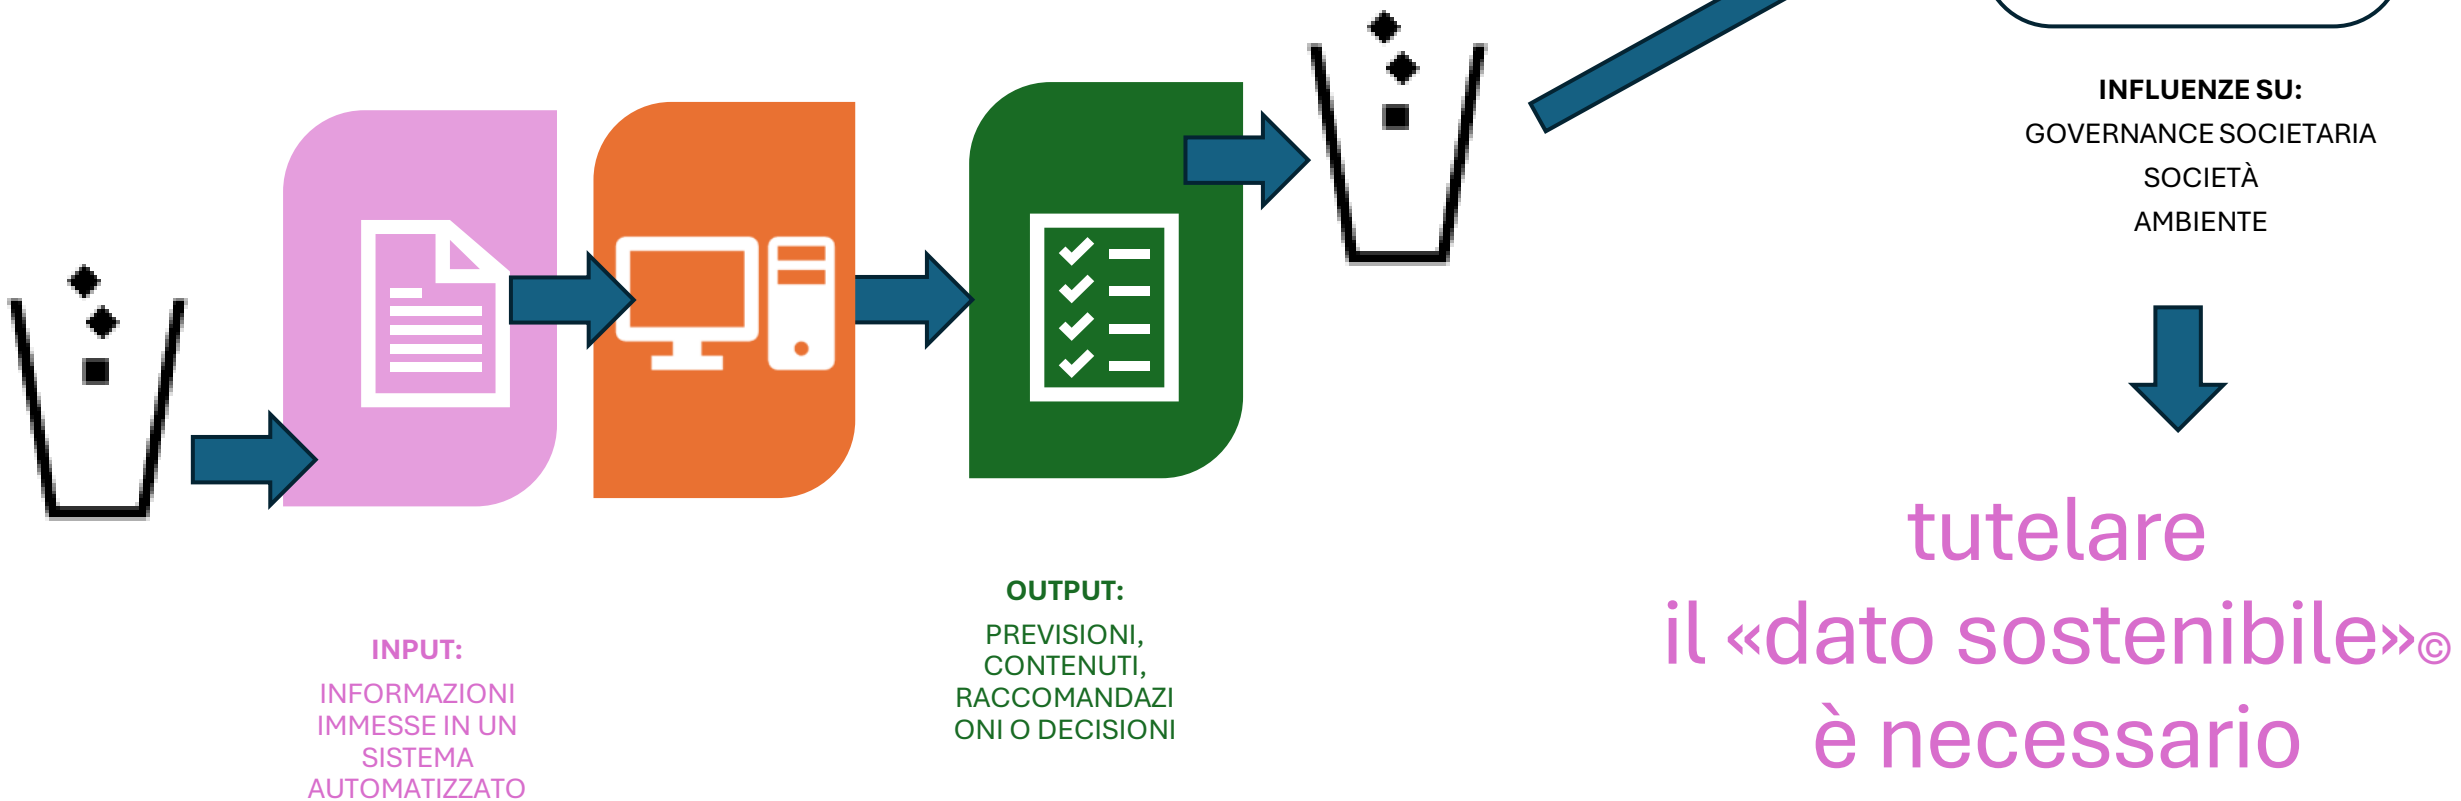 INPUT:
INFORMAZIONI
IMMESSE IN UN
SISTEMA
AUTOMATIZZATO
OUTPUT:
PREVISIONI,
CONTENUTI,
RACCOMANDAZI
ONI O DECISIONI
INFLUENZE SU:
GOVERNANCE SOCIETARIA
SOCIETÀ
AMBIENTE
tutelare
il «dato sostenibile»©
è necessario